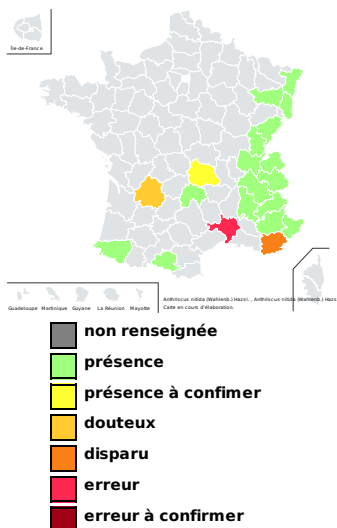 Île-de-France
Guadeloupe Martinique Guyane La Réunion Mayotte
Anthriscus nitida (Wahlenb.) Hazsl. , Anthriscus nitida (Wahlenb.) Hazs
Carte en cours d'élaboration.
non renseignée
présence
présence à confimer
douteux
disparu
erreur
erreur à confirmer